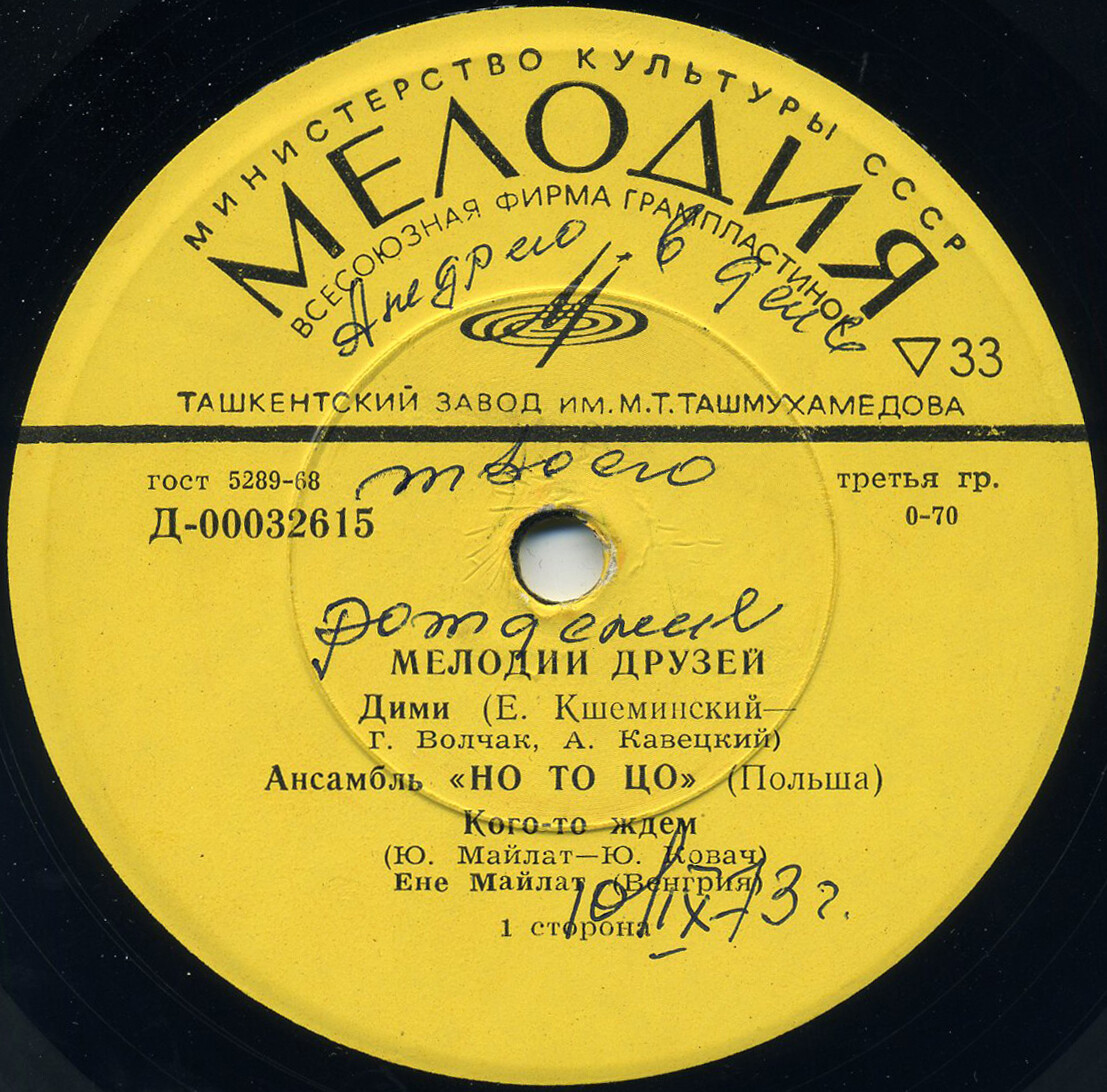 МИНИСТЕРСТВО КУЛЬТУРЫ СССР
МЕЛОДИЯ
ВСЕСОЮЗНАЯ ФИРМА ГРАМПЛАСТИНОК
Андрею в день
▽33
ТАШКЕНТСКИЙ ЗАВОД ИМ. М.Т.ТАШМУХАМЕДОВА
гост 5289-68
твоего
третья гр.
Д-00032615
0-70
рождения
МЕЛОДИИ ДРУЗЕЙ
Дими (Е. Кшеминский—
Г. Волчак, А. Кавецкий)
Ансамбль «НО ТО ЦО» (Польша)
Кого-то ждем
(Ю. Майлат—Ю. Ковач)
Ене Майлат (Венгрия)
10/IX-73 г.
1 сторона